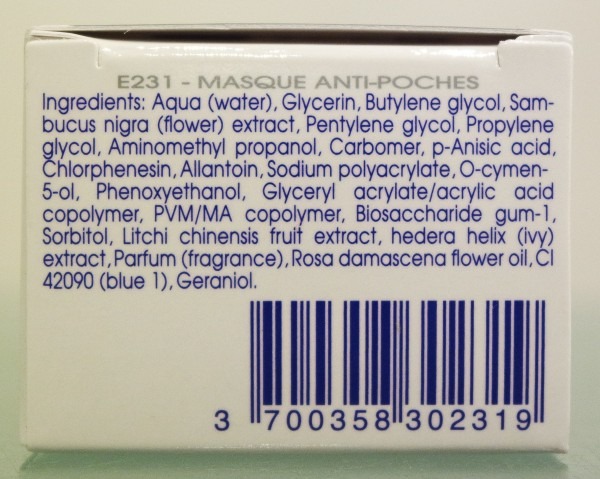 E231 - MASQUE ANTI-POCHES
Ingredients: Aqua (water), Glycerin, Butylene glycol, Sam-
bucus nigra (flower) extract, Pentylene glycol, Propylene
glycol, Aminomethyl propanol, Carbomer, p-Anisic acid,
Chlorphenesin, Allantoin, Sodium polyacrylate, O-cymen-
5-ol, Phenoxyethanol, Glyceryl acrylate/acrylic acid
copolymer, PVM/MA copolymer, Biosaccharide gum-1,
Sorbitol, Litchi chinensis fruit extract, hedera helix (ivy)
extract, Parfum (fragrance), Rosa damascena flower oil, CI
42090 (blue 1), Geraniol.
3 700358 302319